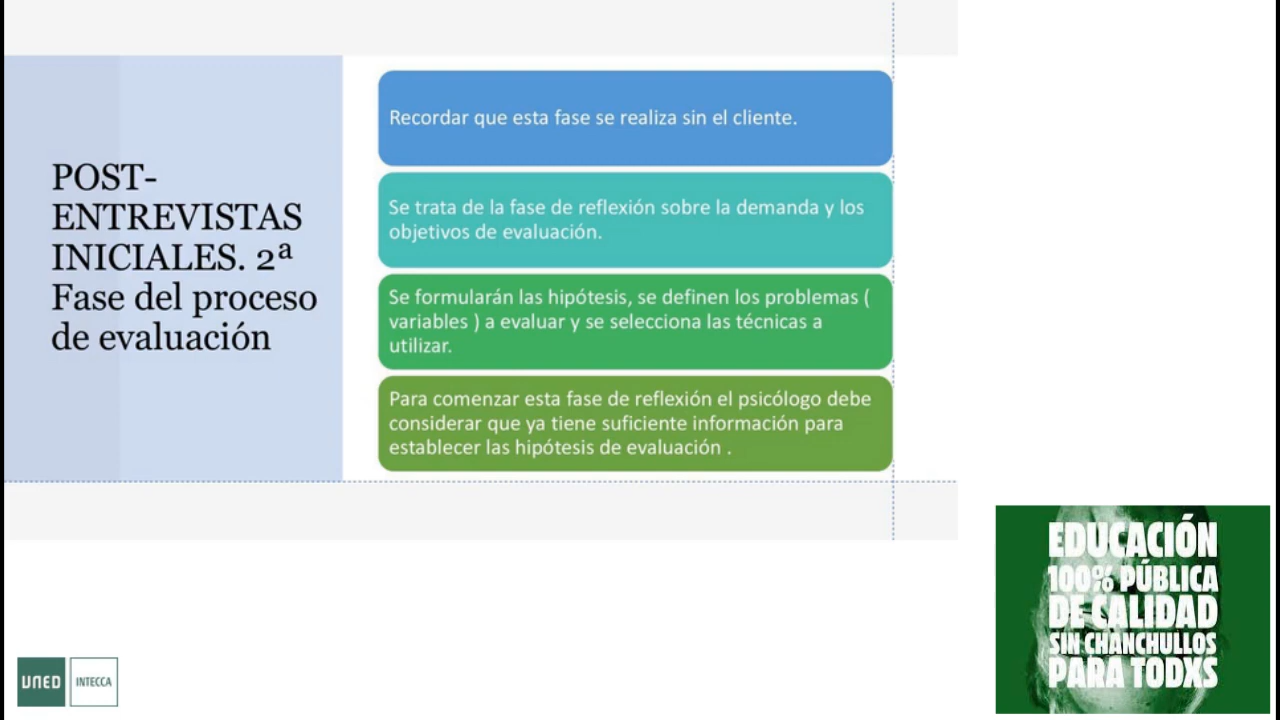 POST-
ENTREVISTAS
INICIALES. 2ª
Fase del proceso
de evaluación
Recordar que esta fase se realiza sin el cliente.
Se trata de la fase de reflexión sobre la demanda y los
objetivos de evaluación.
Se formularán las hipótesis, se definen los problemas (
variables ) a evaluar y se selecciona las técnicas a
utilizar.
Para comenzar esta fase de reflexión el psicólogo debe
considerar que ya tiene suficiente información para
establecer las hipótesis de evaluación .
EDUCACIÓN
100% PÚBLICA
DE CALIDAD
SIN CHANCHULLOS
PARA TODXS
UNED
INTECCA